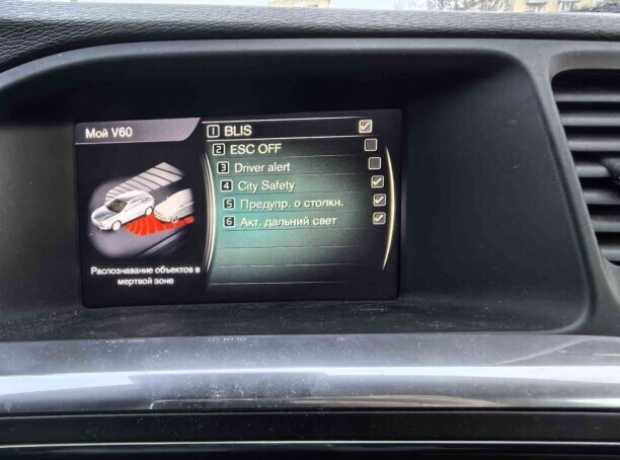 Мой V60
1 BLIS
2 ESC OFF
3 Driver alert
4 City Safety
5 Предупр. о столкн.
6 Акт. дальний свет
Распознавание объектов в
мертвой зоне